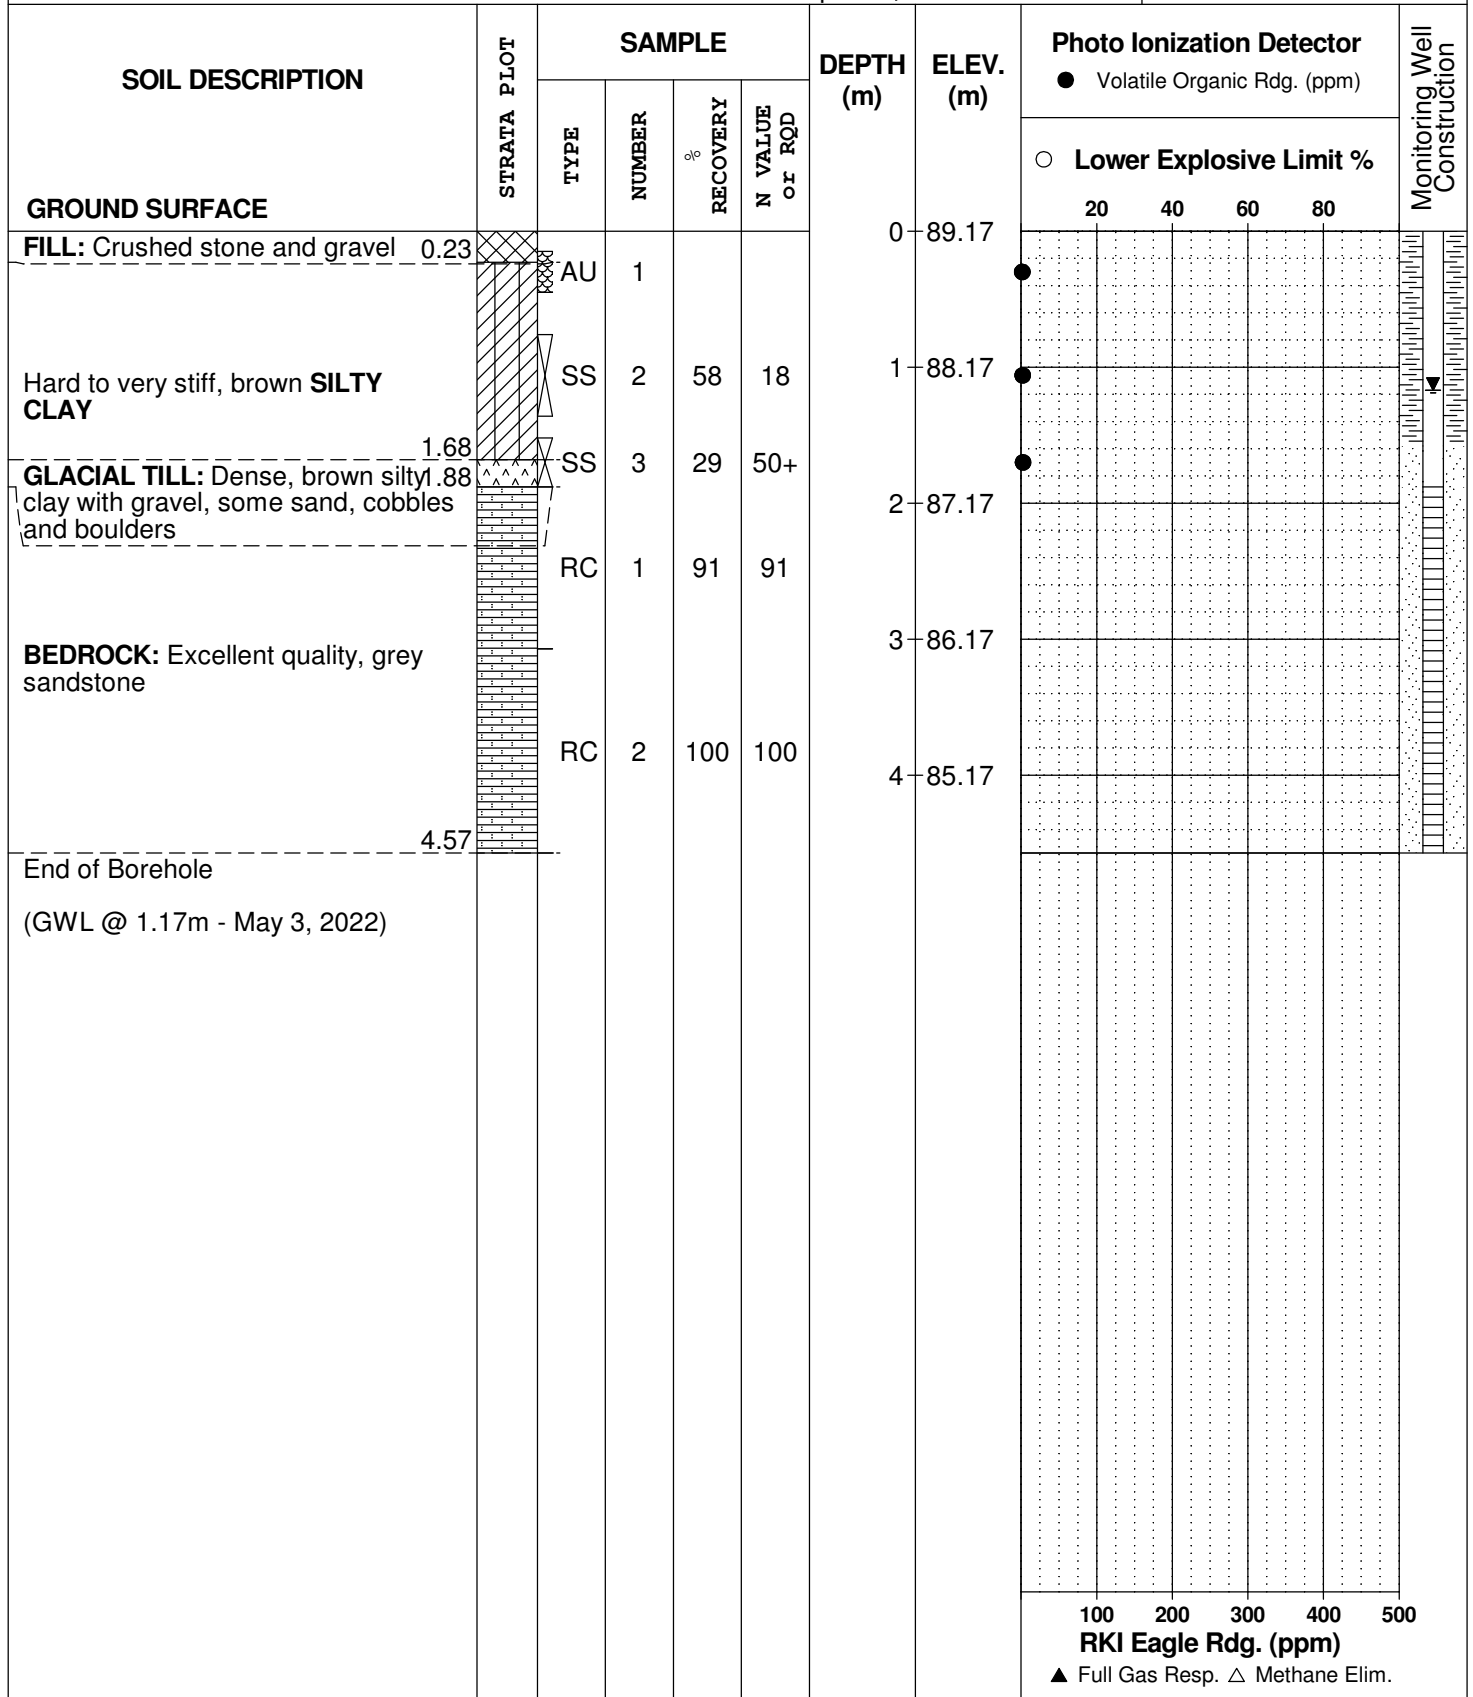 SOIL DESCRIPTION
GROUND SURFACE
STRATA PLOT
SAMPLE
TYPE
NUMBER
%
RECOVERY
N VALUE
or RQD
DEPTH
(m)
ELEV.
(m)
Photo Ionization Detector
● Volatile Organic Rdg. (ppm)
○ Lower Explosive Limit %
20 40 60 80
Monitoring Well
Construction
0 89.17
FILL: Crushed stone and gravel 0.23
AU 1
Hard to very stiff, brown SILTY
CLAY
SS 2 58 18
1 88.17
1.68
GLACIAL TILL: Dense, brown silty 1.88
clay with gravel, some sand, cobbles
and boulders
SS 3 29 50+
2 87.17
RC 1 91 91
3 86.17
BEDROCK: Excellent quality, grey
sandstone
RC 2 100 100
4 85.17
4.57
End of Borehole
(GWL @ 1.17m - May 3, 2022)
100 200 300 400 500
RKI Eagle Rdg. (ppm)
▲ Full Gas Resp. △ Methane Elim.